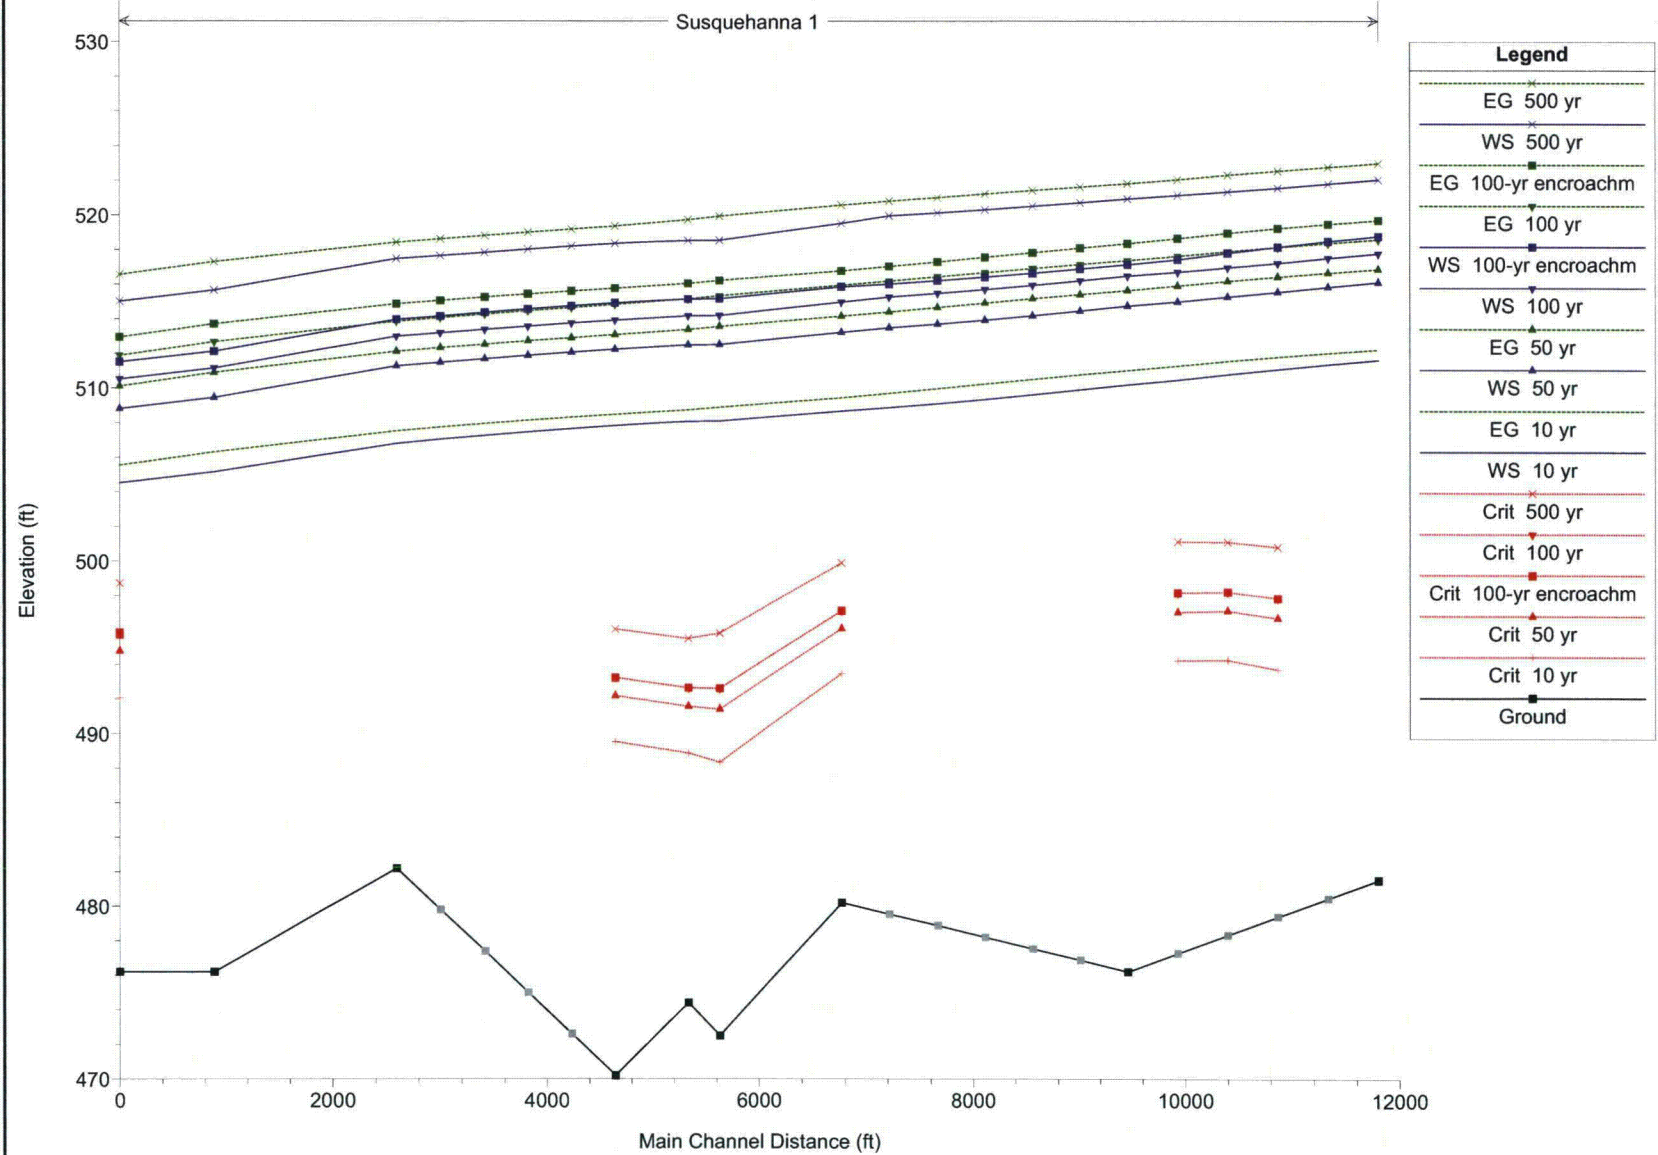 Susquehanna 1
530
520
510
500
490
480
470
Elevation (ft)
0 2000 4000 6000 8000 10000 12000
Main Channel Distance (ft)
Legend
EG 500 yr
WS 500 yr
EG 100-yr encroachm
EG 100 yr
WS 100-yr encroachm
WS 100 yr
EG 50 yr
WS 50 yr
EG 10 yr
WS 10 yr
Crit 500 yr
Crit 100 yr
Crit 100-yr encroachm
Crit 50 yr
Crit 10 yr
Ground